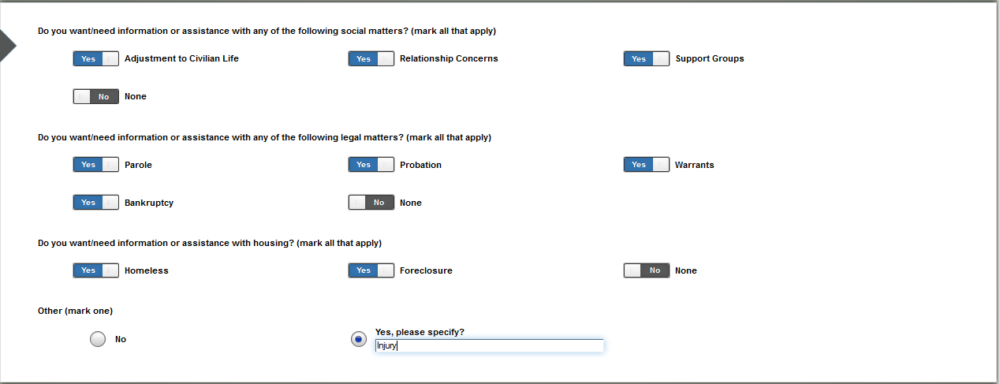 Do you want/need information or assistance with any of the following social matters? (mark all that apply)
Yes Adjustment to Civilian Life Yes Relationship Concerns Yes Support Groups
No None
Do you want/need information or assistance with any of the following legal matters? (mark all that apply)
Yes Parole Yes Probation Yes Warrants
Yes Bankruptcy No None
Do you want/need information or assistance with housing? (mark all that apply)
Yes Homeless Yes Foreclosure No None
Other (mark one)
No Yes, please specify?
Injury